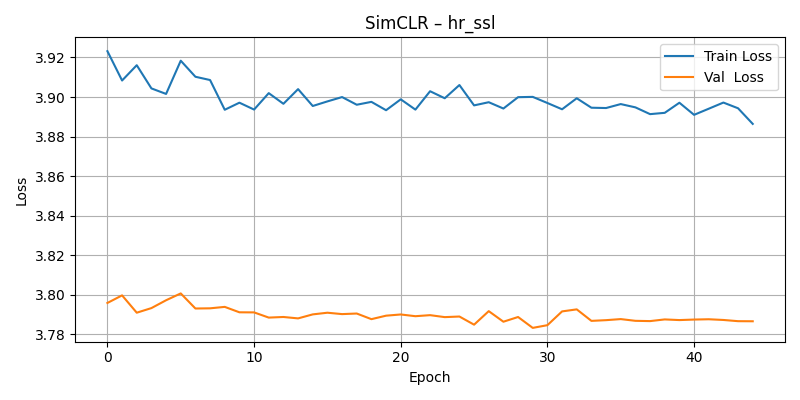 SimCLR – hr_ssl
Train Loss
Val  Loss
Loss
3.92
3.90
3.88
3.86
3.84
3.82
3.80
3.78
0
10
20
30
40
Epoch